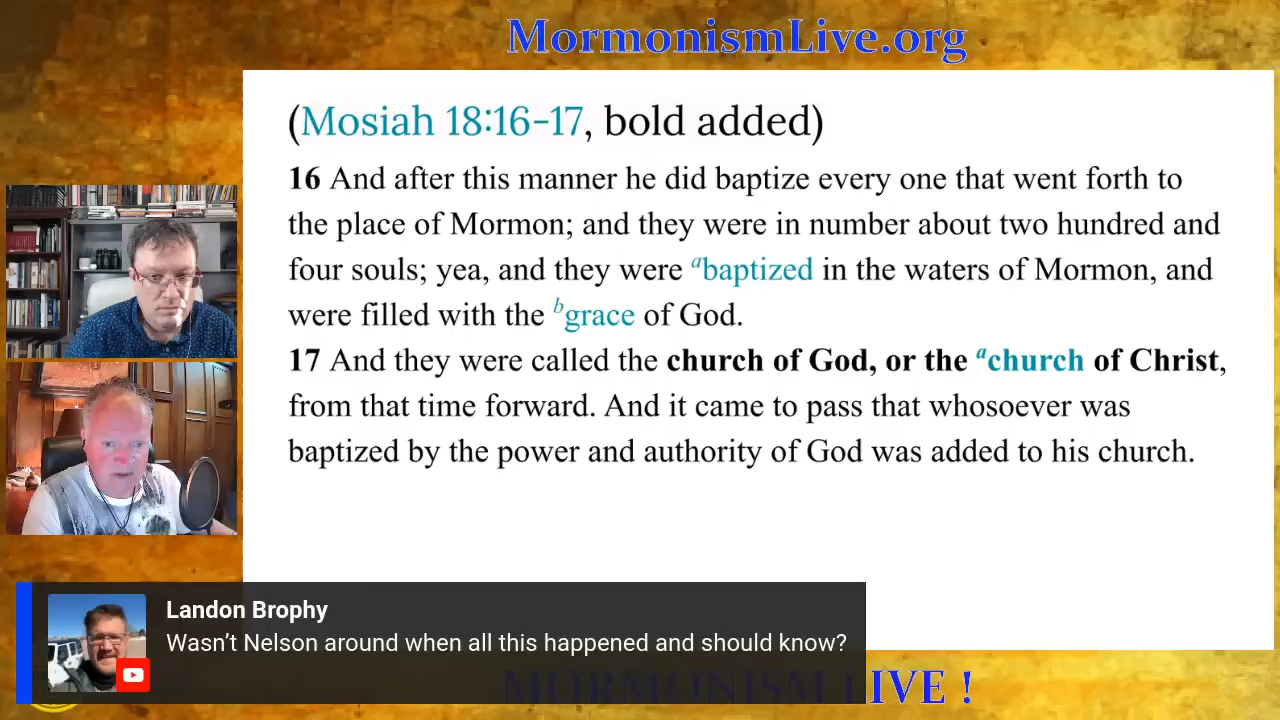 MormonismLive.org
(Mosiah 18:16-17, bold added)
16 And after this manner he did baptize every one that went forth to
the place of Mormon; and they were in number about two hundred and
four souls; yea, and they were ᵃbaptized in the waters of Mormon, and
were filled with the ᵇgrace of God.
17 And they were called the church of God, or the ᵃchurch of Christ,
from that time forward. And it came to pass that whosoever was
baptized by the power and authority of God was added to his church.
Landon Brophy
Wasn't Nelson around when all this happened and should know?
MORMONISM LIVE !